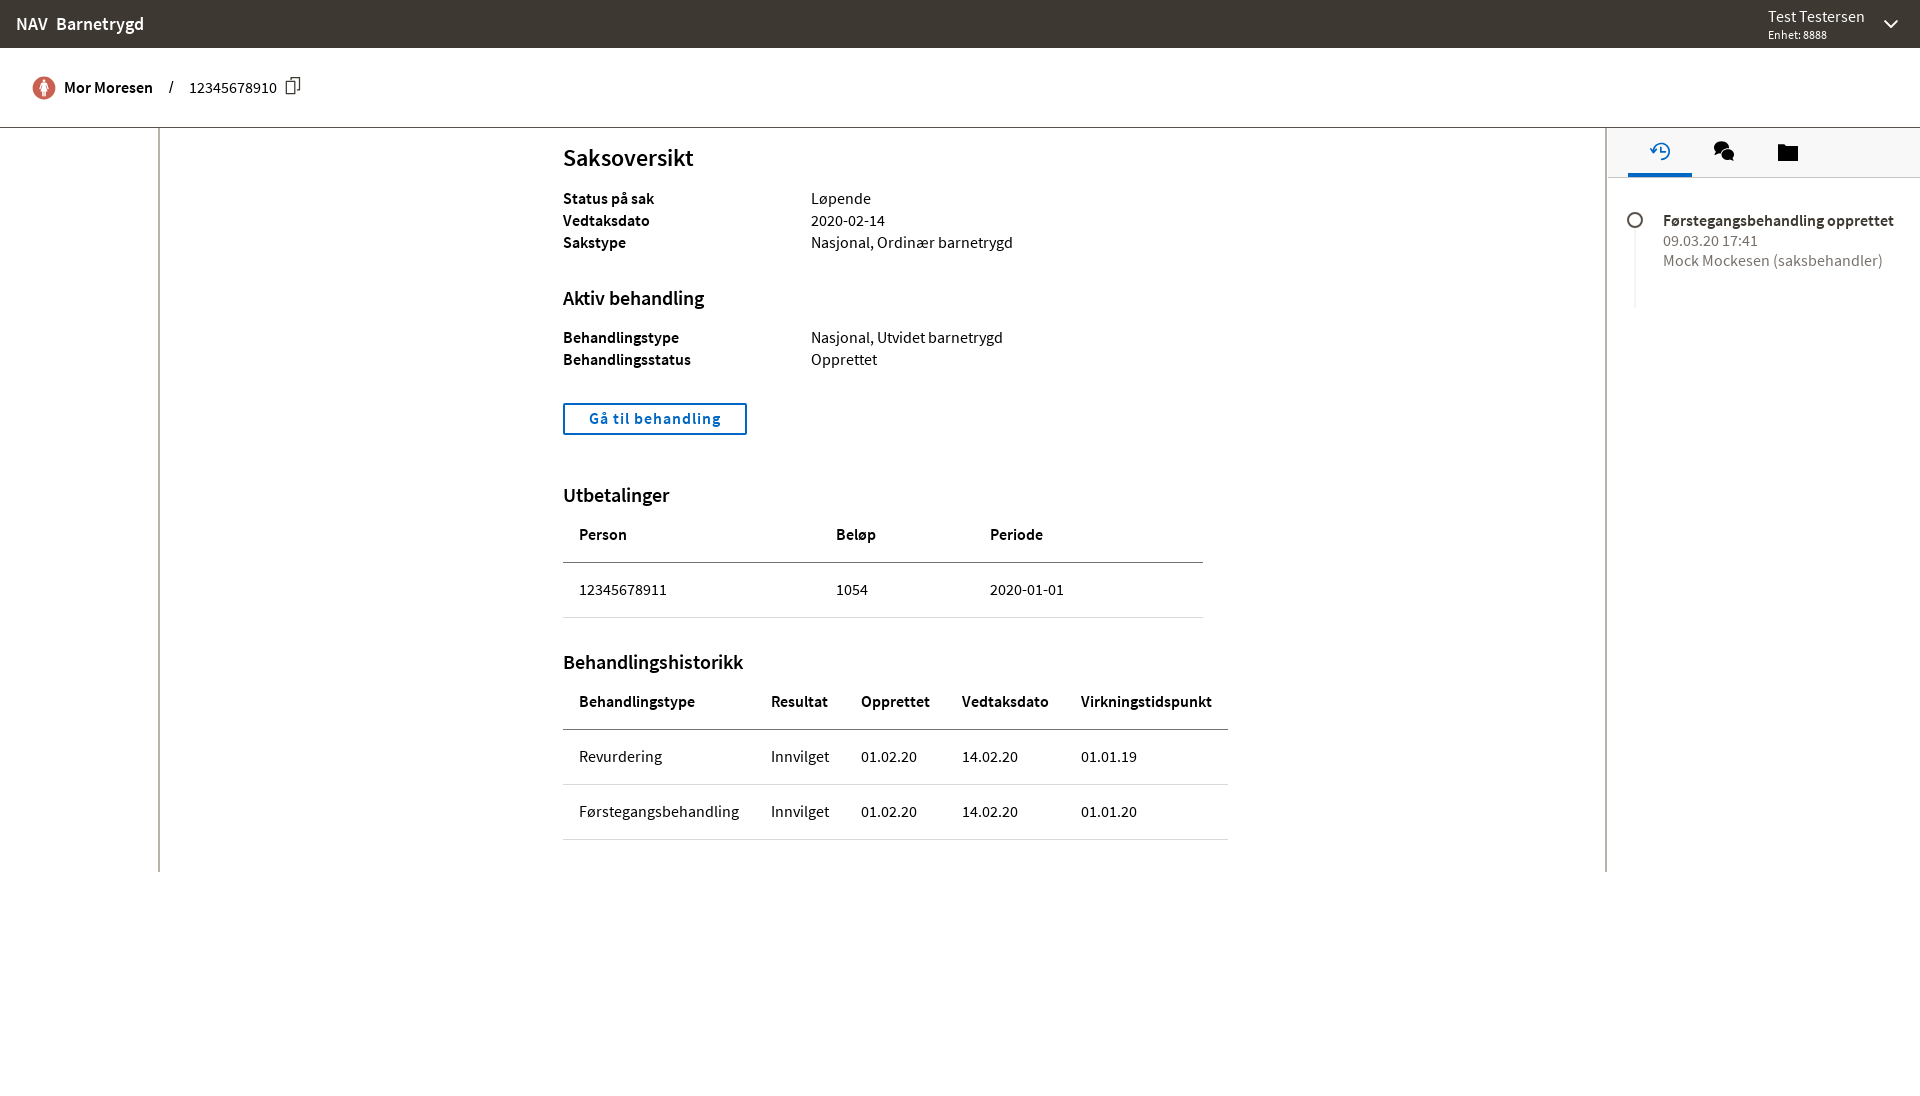 NAV Barnetrygd
Test Testersen
Enhet: 8888
Mor Moresen / 12345678910
Saksoversikt
Status på sak Løpende
Vedtaksdato 2020-02-14
Sakstype Nasjonal, Ordinær barnetrygd
Aktiv behandling
Behandlingstype Nasjonal, Utvidet barnetrygd
Behandlingsstatus Opprettet
Gå til behandling
Utbetalinger
Person Beløp Periode
12345678911 1054 2020-01-01
Behandlingshistorikk
Behandlingstype Resultat Opprettet Vedtaksdato Virkningstidspunkt
Revurdering Innvilget 01.02.20 14.02.20 01.01.19
Førstegangsbehandling Innvilget 01.02.20 14.02.20 01.01.20
Førstegangsbehandling opprettet
09.03.20 17:41
Mock Mockesen (saksbehandler)